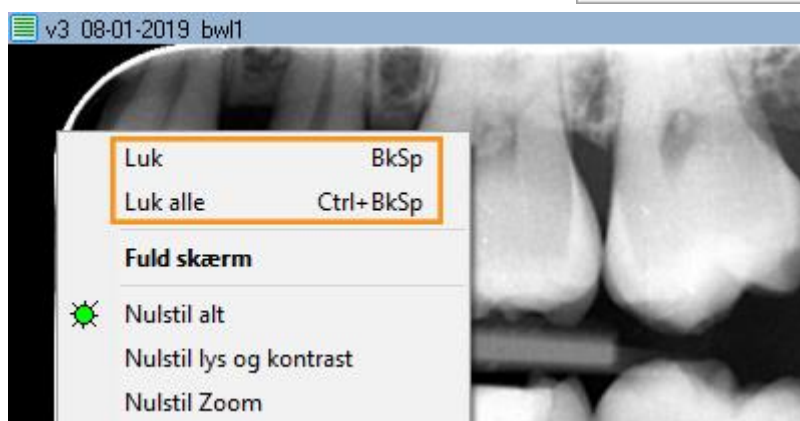 v3 08-01-2019 bwl1
Luk BkSp
Luk alle Ctrl+BkSp
Fuld skærm
Nulstil alt
Nulstil lys og kontrast
Nulstil Zoom